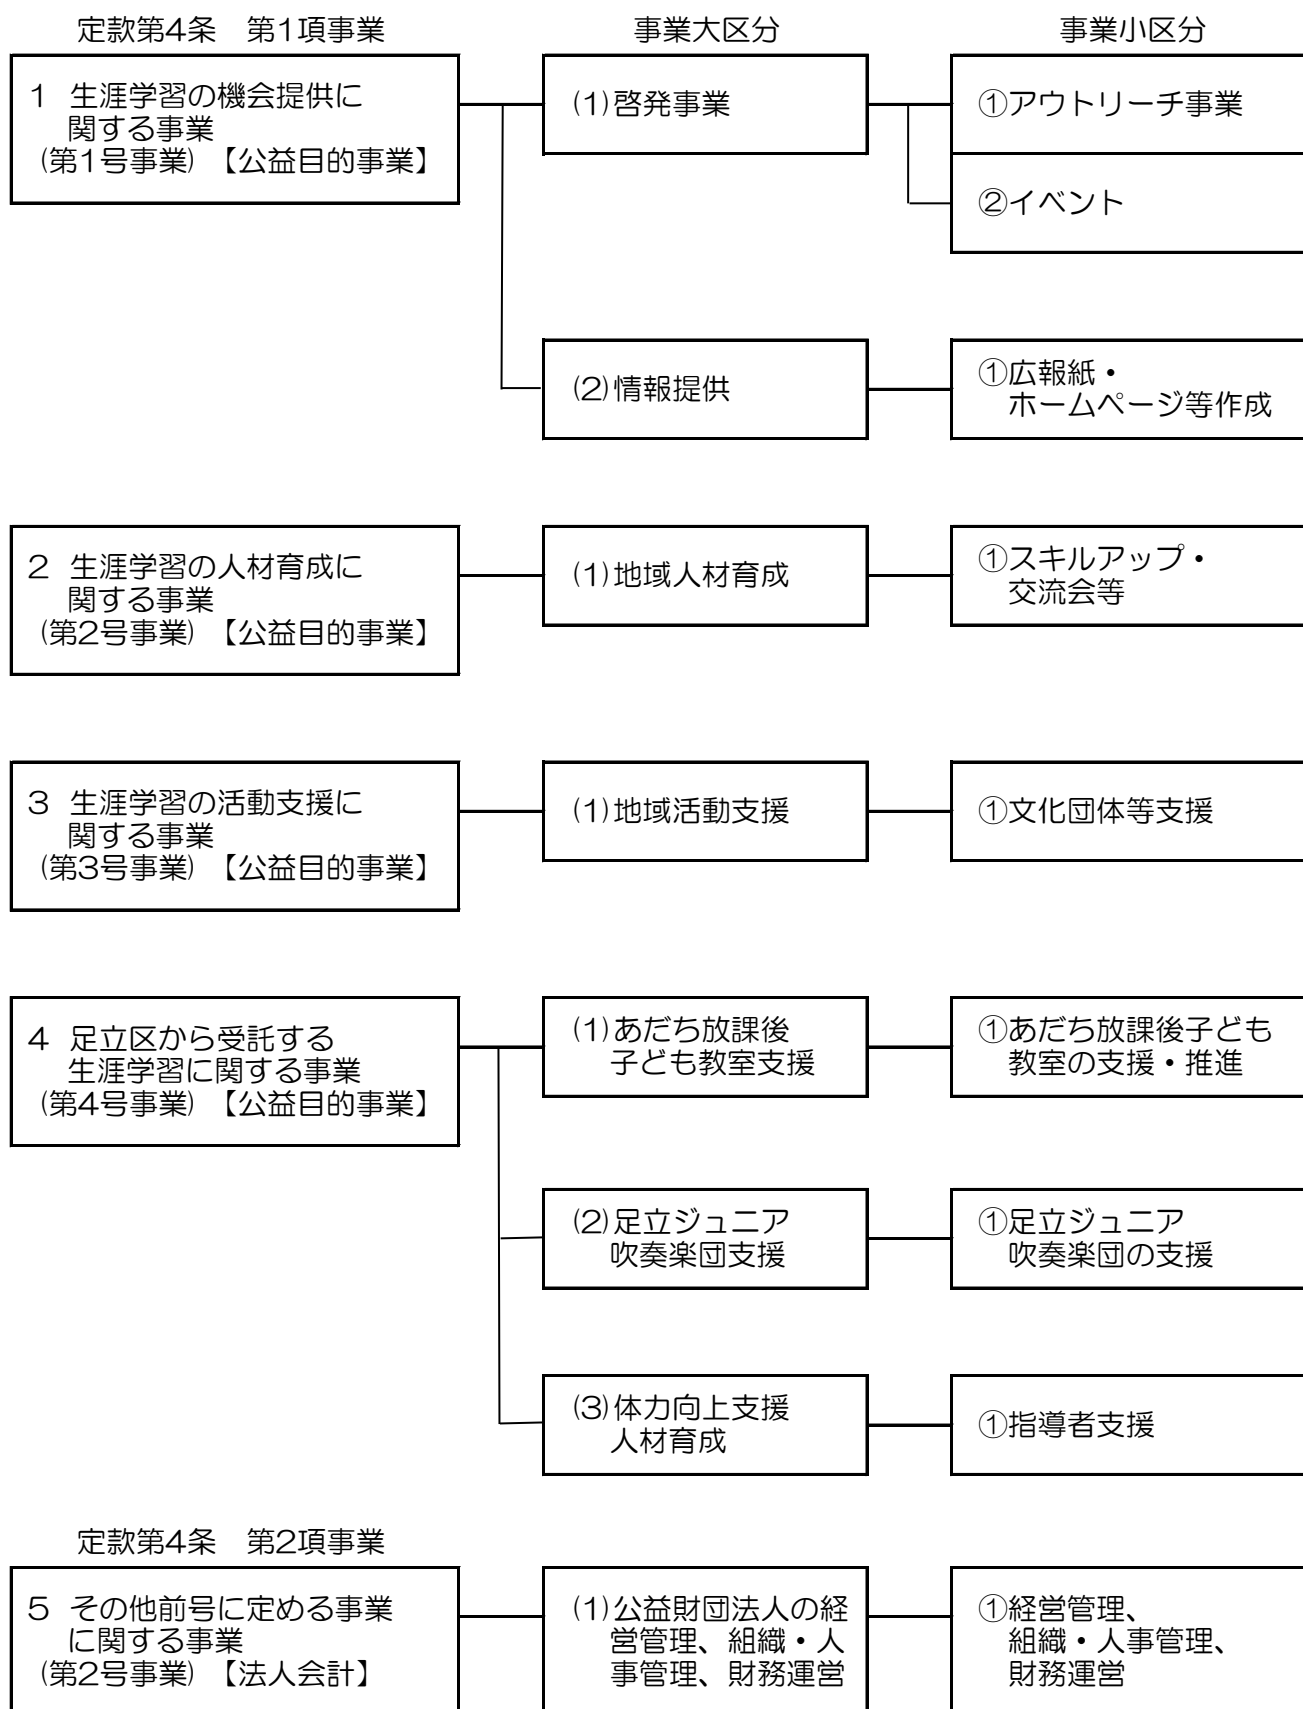 定款第4条　第1項事業
事業大区分
事業小区分
1 生涯学習の機会提供に
関する事業
(第1号事業)【公益目的事業】
(1)啓発事業
①アウトリーチ事業
②イベント
(2)情報提供
①広報紙・
ホームページ等作成
2 生涯学習の人材育成に
関する事業
(第2号事業)【公益目的事業】
(1)地域人材育成
①スキルアップ・
交流会等
3 生涯学習の活動支援に
関する事業
(第3号事業)【公益目的事業】
(1)地域活動支援
①文化団体等支援
4 足立区から受託する
生涯学習に関する事業
(第4号事業)【公益目的事業】
(1)あだち放課後
子ども教室支援
①あだち放課後子ども
教室の支援・推進
(2)足立ジュニア
吹奏楽団支援
①足立ジュニア
吹奏楽団の支援
(3)体力向上支援
人材育成
①指導者支援
定款第4条　第2項事業
5 その他前号に定める事業
に関する事業
(第2号事業)【法人会計】
(1)公益財団法人の経
営管理、組織・人
事管理、財務運営
①経営管理、
組織・人事管理、
財務運営